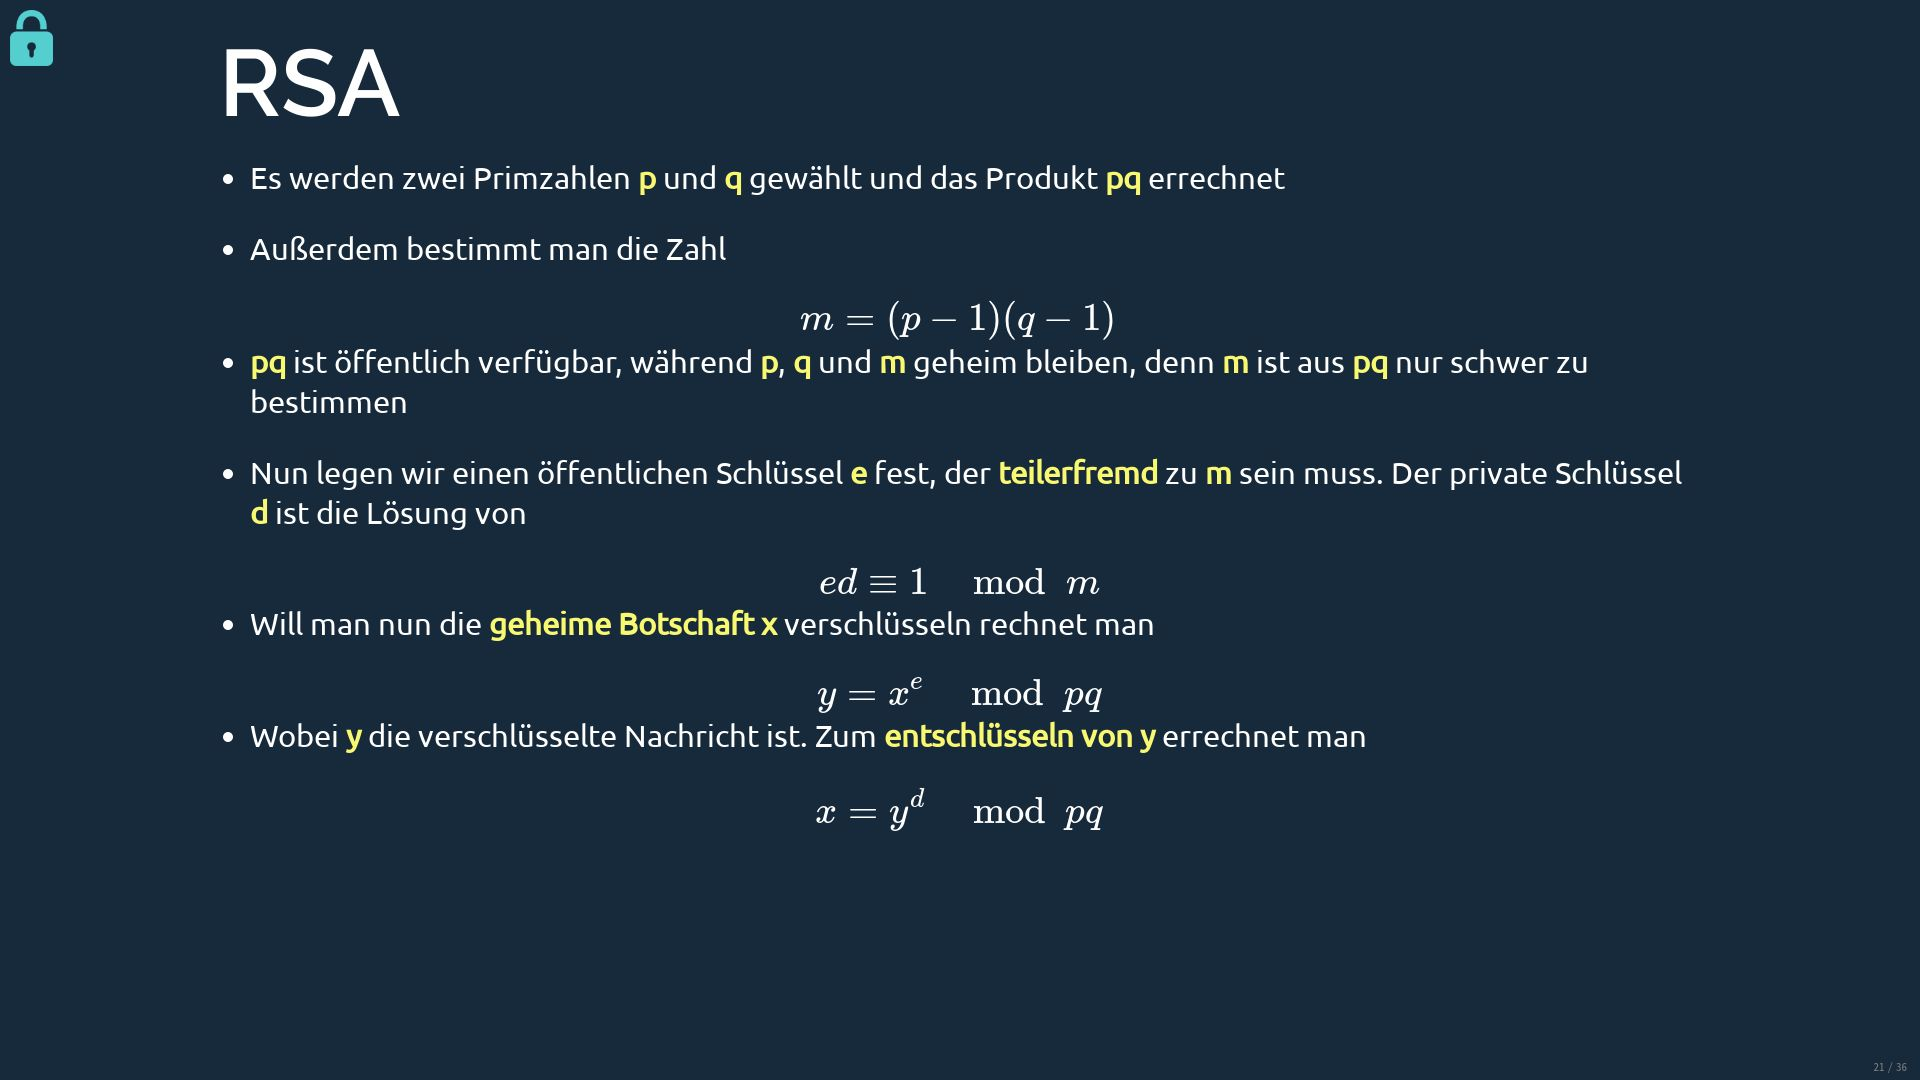 RSA
• Es werden zwei Primzahlen p und q gewählt und das Produkt pq errechnet
• Außerdem bestimmt man die Zahl
m = (p − 1)(q − 1)
• pq ist öffentlich verfügbar, während p, q und m geheim bleiben, denn m ist aus pq nur schwer zu
bestimmen
• Nun legen wir einen öffentlichen Schlüssel e fest, der teilerfremd zu m sein muss. Der private Schlüssel
d ist die Lösung von
ed ≡ 1 mod m
• Will man nun die geheime Botschaft x verschlüsseln rechnet man
y = x^e mod pq
• Wobei y die verschlüsselte Nachricht ist. Zum entschlüsseln von y errechnet man
x = y^d mod pq
21 / 36